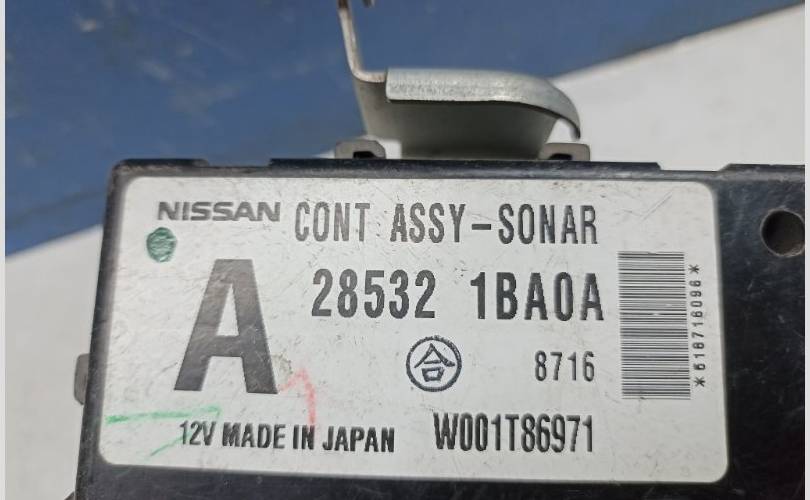 NISSAN CONT ASSY-SONAR
A
28532 1BA0A
合 8716
12V MADE IN JAPAN W001T86971
*618716096*